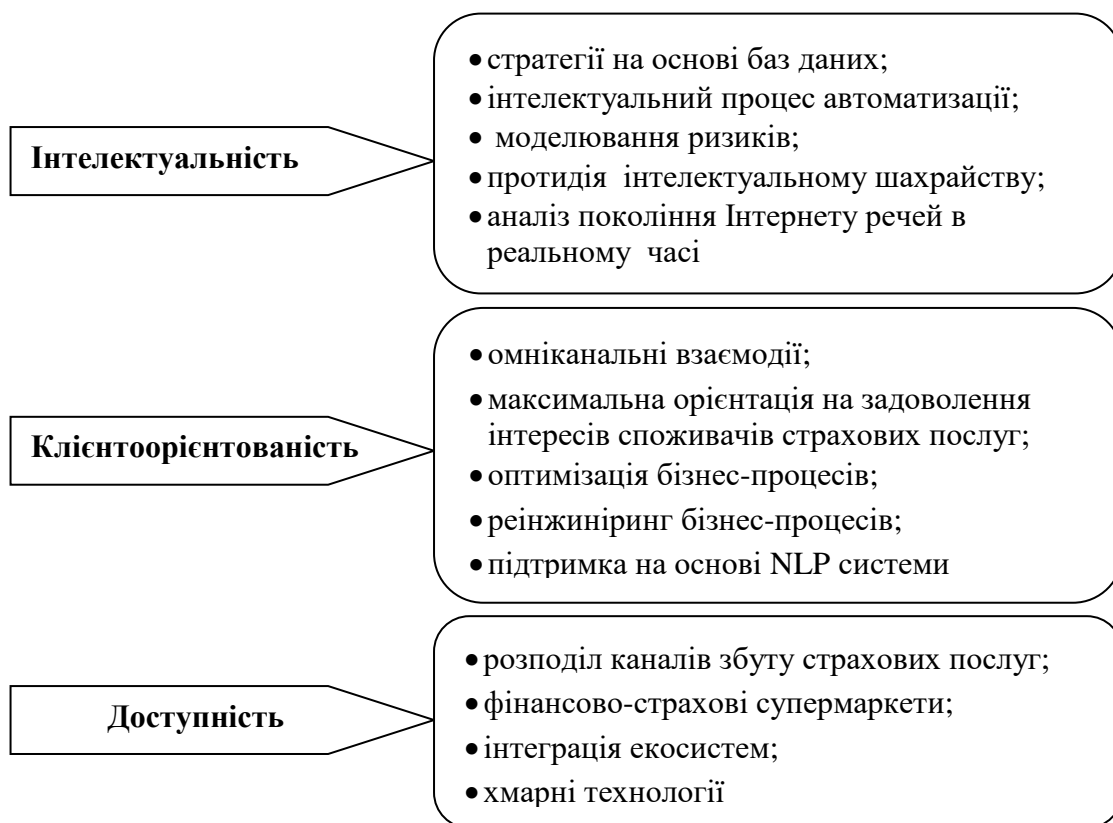 Інтелектуальність
• стратегії на основі баз даних;
• інтелектуальний процес автоматизації;
• моделювання ризиків;
• протидія інтелектуальному шахрайству;
• аналіз покоління Інтернету речей в
реальному часі
Клієнтоорієнтованість
• омніканальні взаємодії;
• максимальна орієнтація на задоволення
інтересів споживачів страхових послуг;
• оптимізація бізнес-процесів;
• реінжиніринг бізнес-процесів;
• підтримка на основі NLP системи
Доступність
• розподіл каналів збуту страхових послуг;
• фінансово-страхові супермаркети;
• інтеграція екосистем;
• хмарні технології